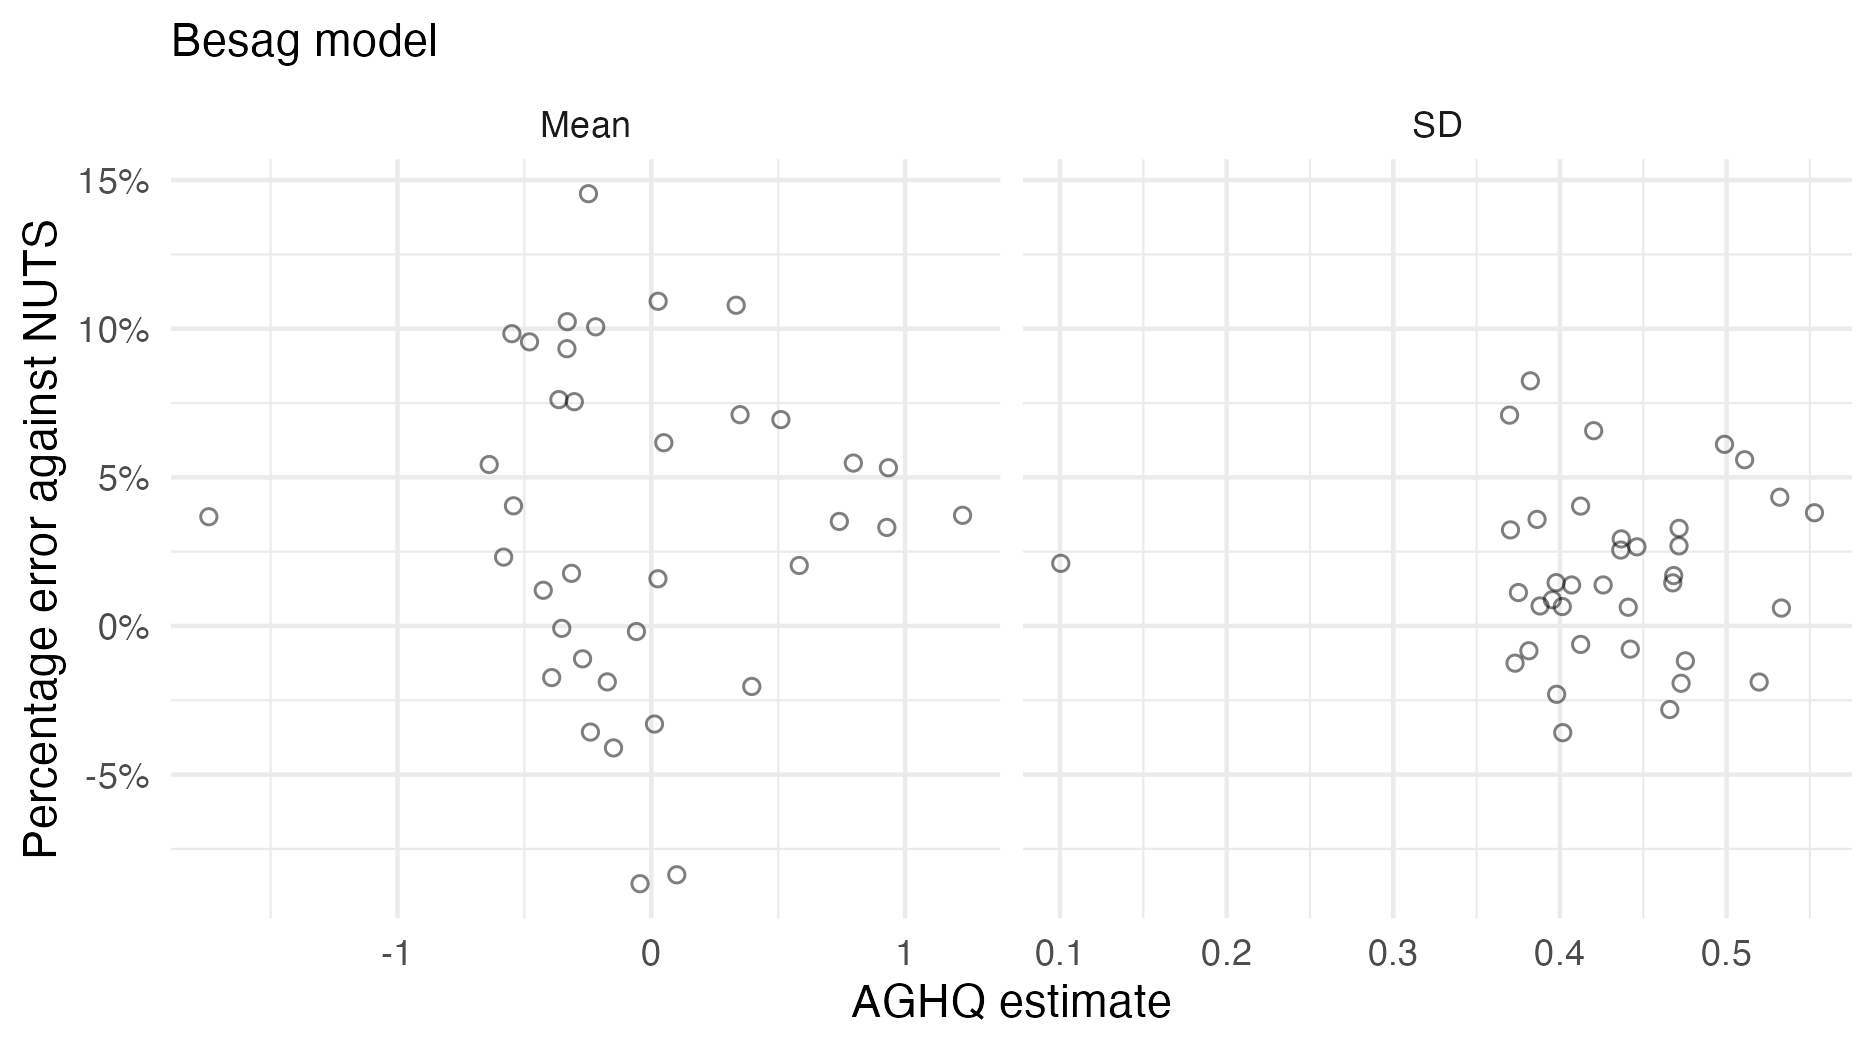 Besag model
Mean
SD
Percentage error against NUTS
15%
10%
5%
0%
-5%
-1
0
1
0.1
0.2
0.3
0.4
0.5
AGHQ estimate